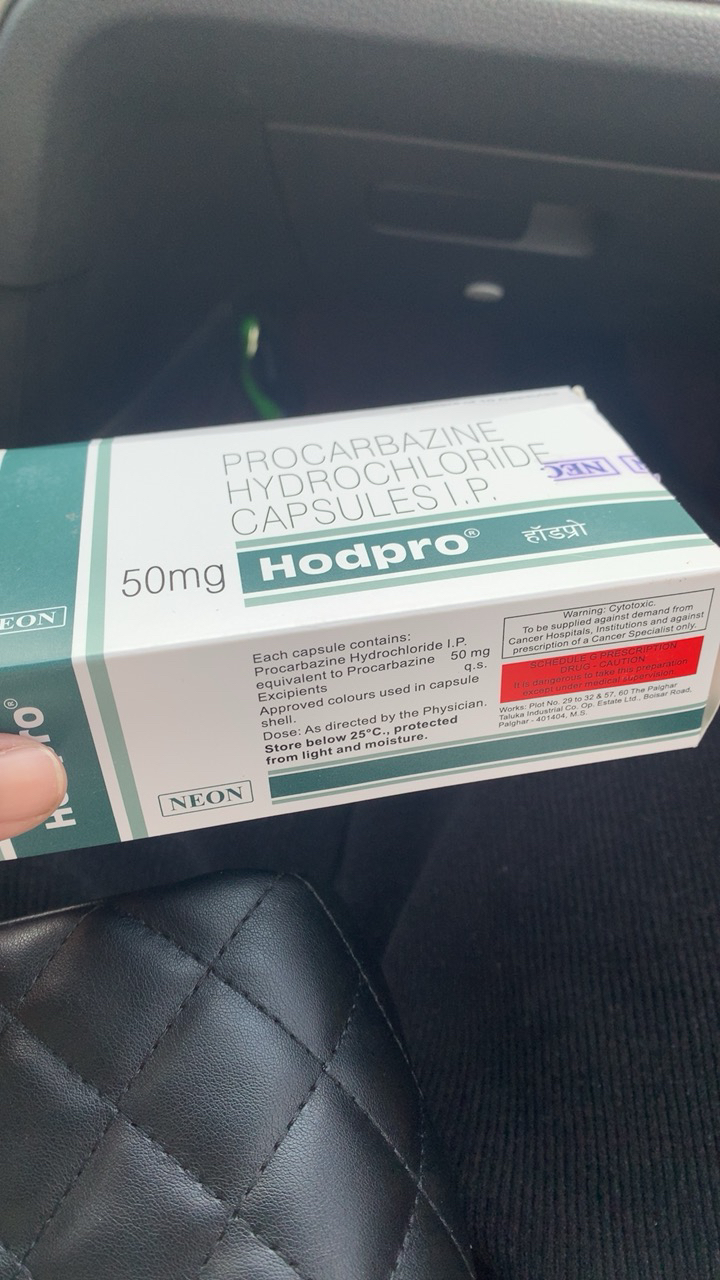 PROCARBAZINE
HYDROCHLORIDE
CAPSULES I.P.
NEC
50mg
Hodpro®
हॉडप्रो
NEON
Each capsule contains:
Procarbazine Hydrochloride I.P.
equivalent to Procarbazine 50 mg
Excipients q.s.
Approved colours used in capsule
shell.
Dose: As directed by the Physician.
Store below 25°C., protected
from light and moisture.
Warning: Cytotoxic.
To be supplied against demand from
Cancer Hospitals, Institutions and against
prescription of a Cancer Specialist only.
SCHEDULE G PRESCRIPTION
DRUG - CAUTION
It is dangerous to take this preparation
except under medical supervision
Works: Plot No. 29 to 32 & 57, 60 The Palghar
Taluka Industrial Co. Op. Estate Ltd., Boisar Road,
Palghar - 401404, M.S.
NEON